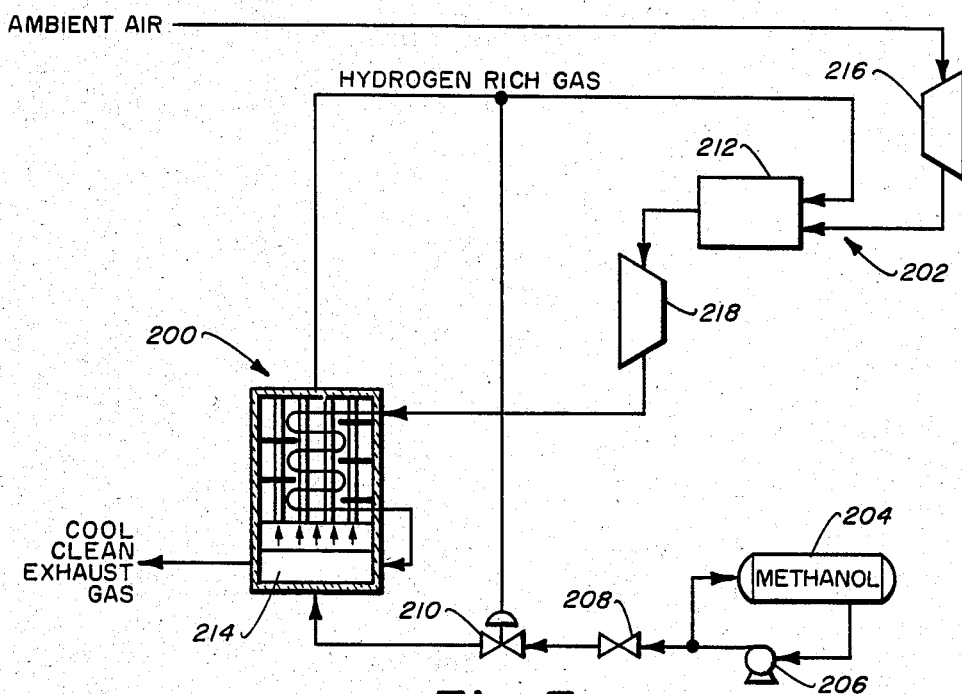 AMBIENT AIR
216
HYDROGEN RICH GAS
212
202
218
200
COOL
CLEAN
EXHAUST
GAS
204
METHANOL
210
208
214
206